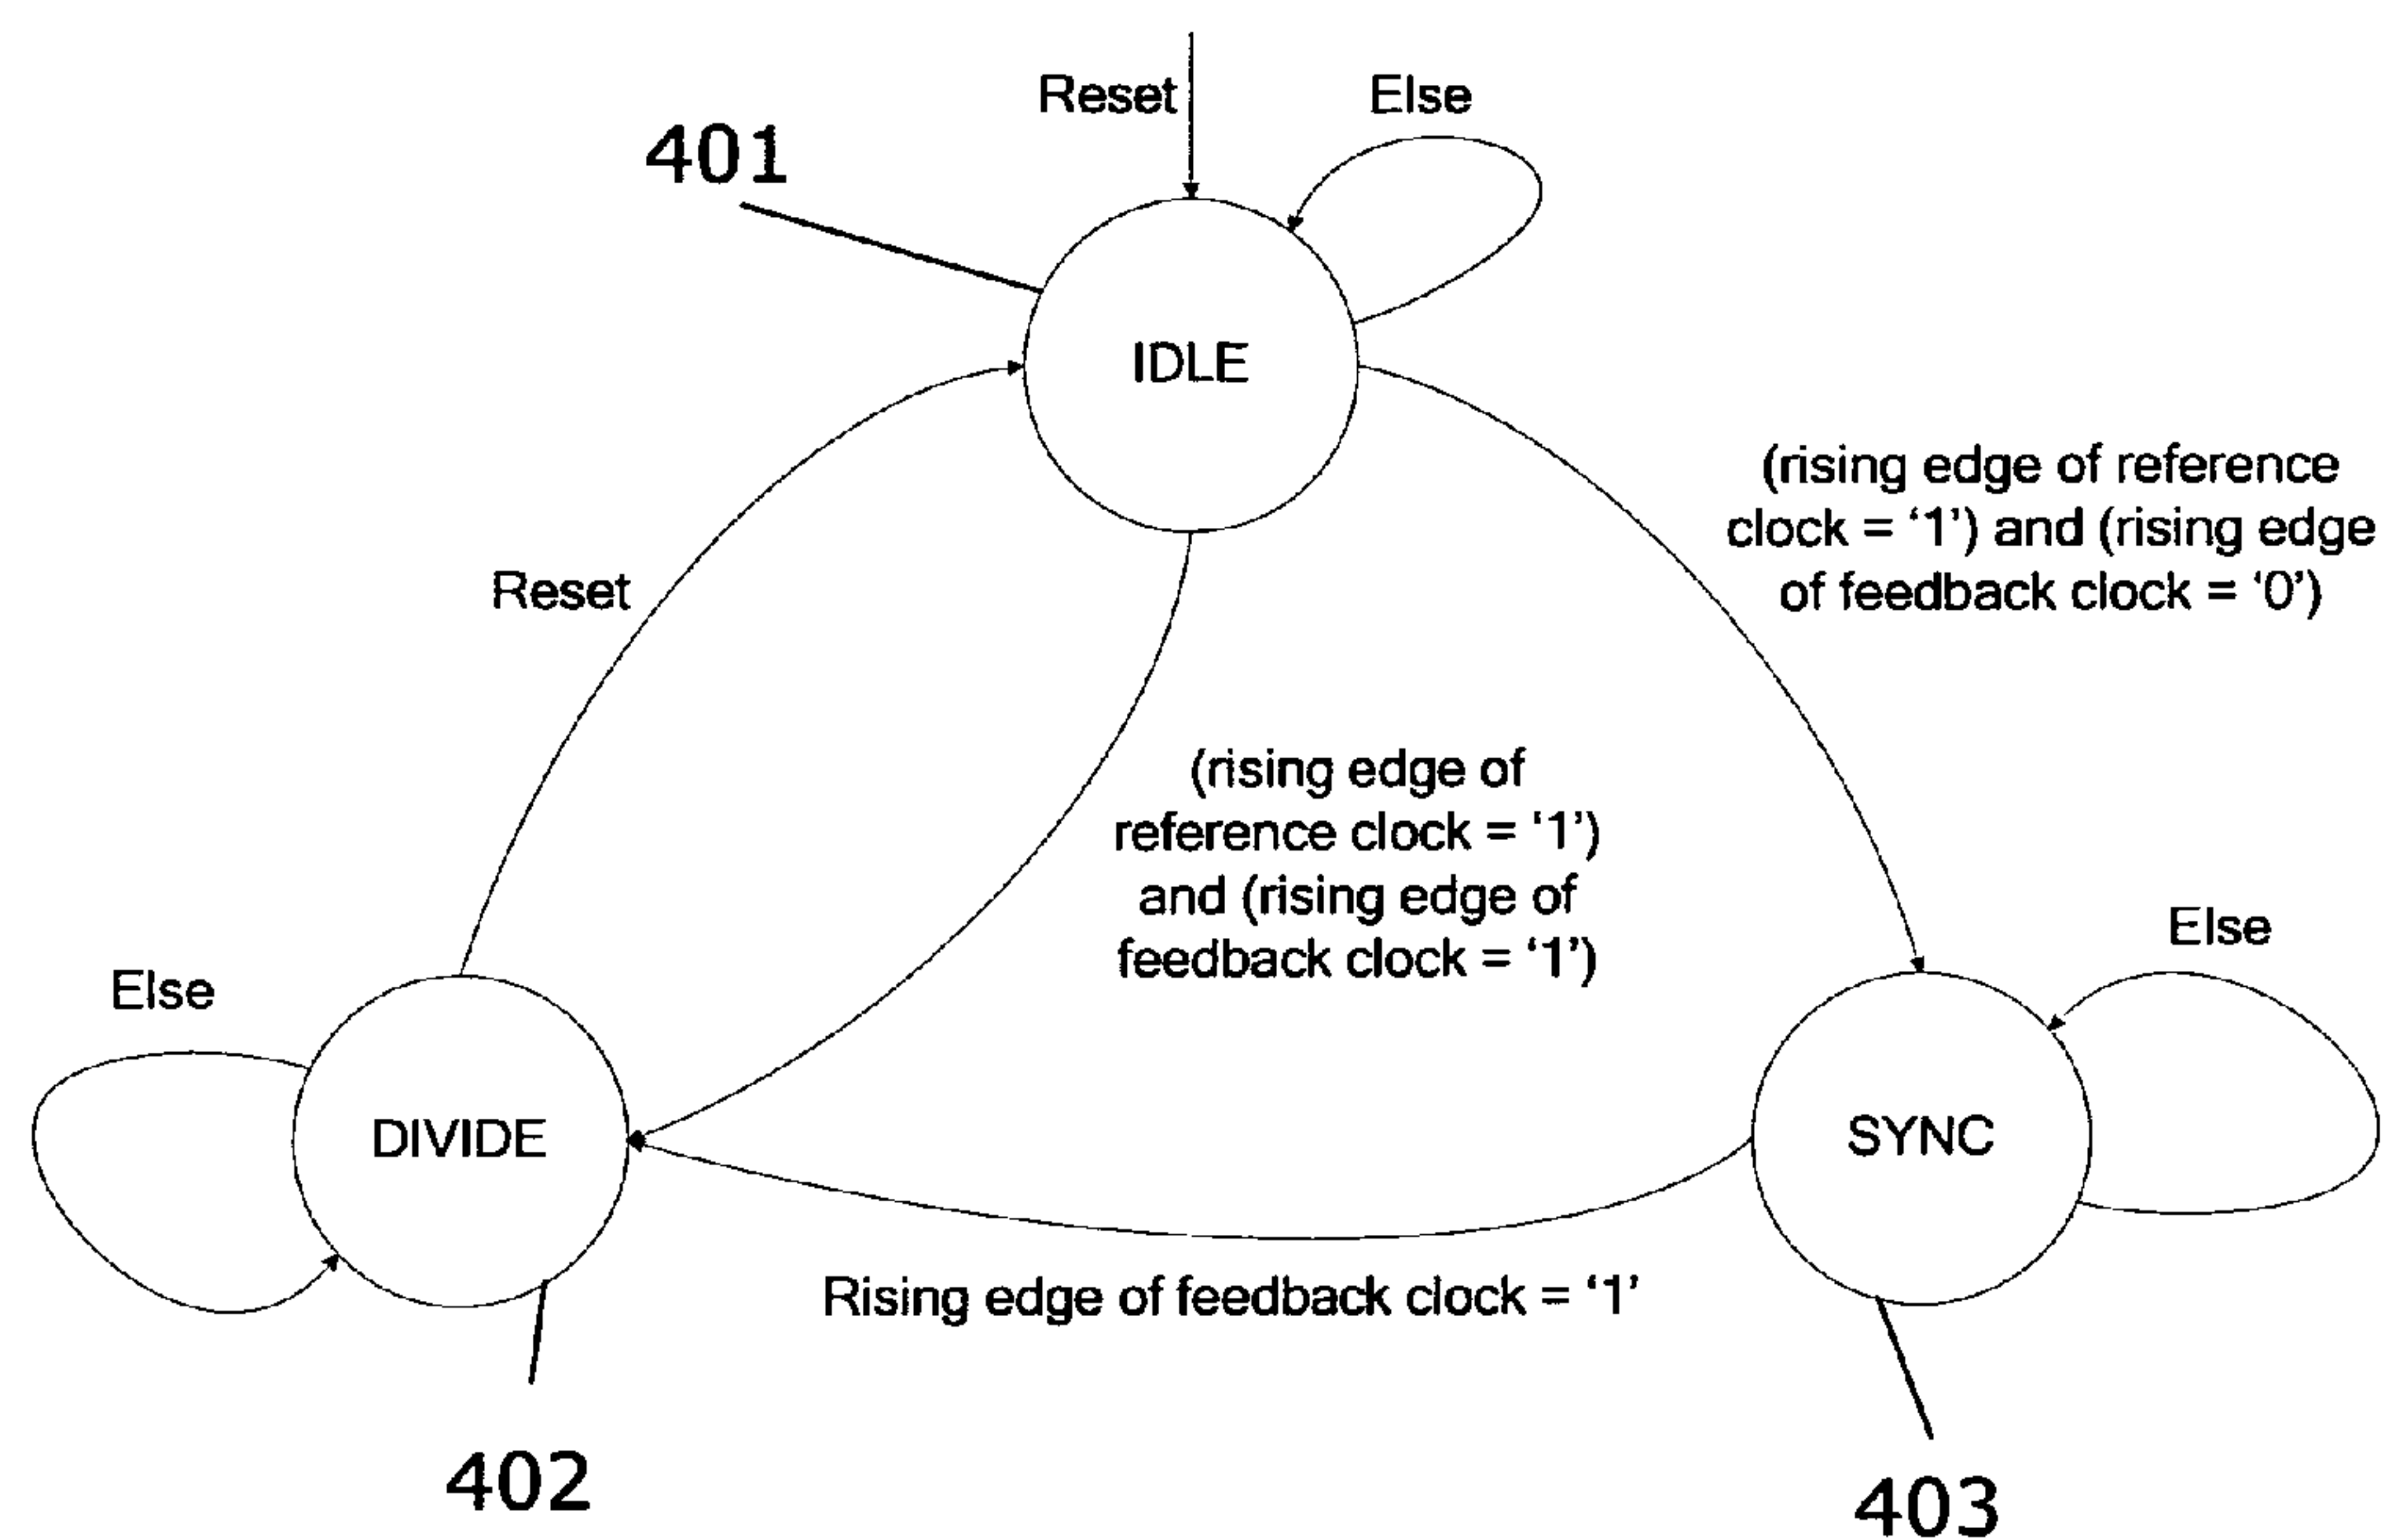 Reset
Else
401
IDLE
(rising edge of reference
clock = ‘1’) and (rising edge
of feedback clock = ‘0’)
Reset
(rising edge of
reference clock = ‘1’)
and (rising edge of
feedback clock = ‘1’)
Else
Else
DIVIDE
SYNC
Rising edge of feedback clock = ‘1’
402
403